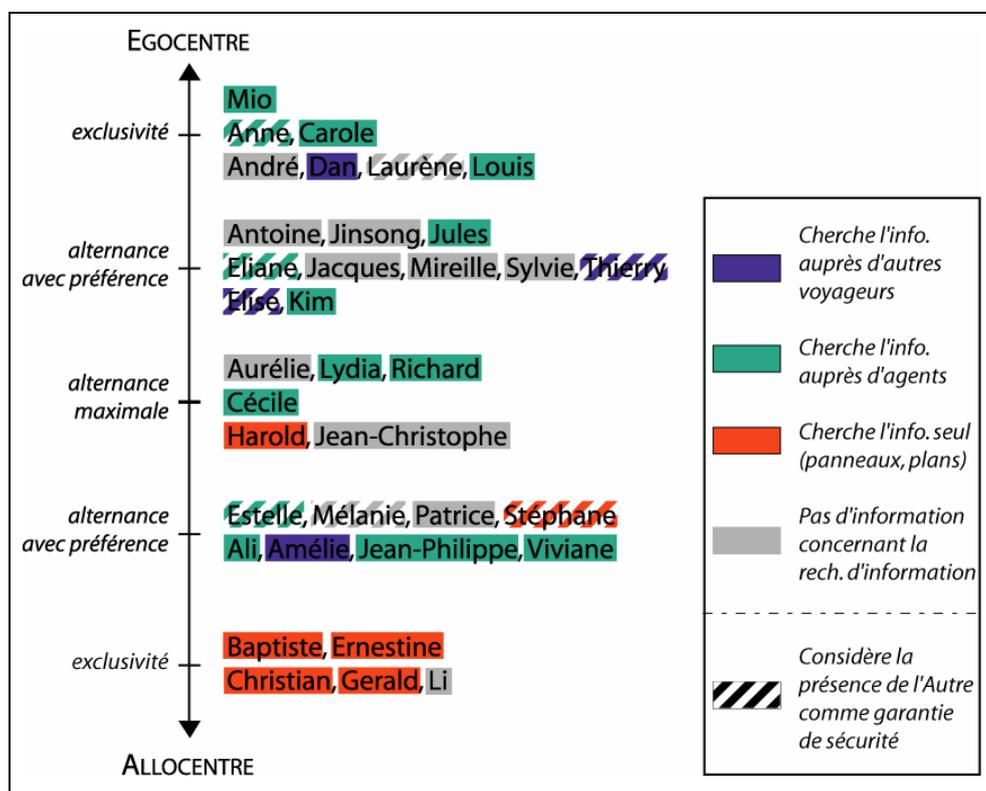 EGOCENTRE
exclusivité
Mio
Anne, Carole
André, Dan, Laurène, Louis
alternance
avec préférence
Antoine, Jinsong, Jules
Eliane, Jacques, Mireille, Sylvie, Thierry
Elise, Kim
alternance
maximale
Aurélie, Lydia, Richard
Cécile
Harold, Jean-Christophe
alternance
avec préférence
Estelle, Mélanie, Patrice, Stéphane
Ali, Amélie, Jean-Philippe, Viviane
exclusivité
Baptiste, Ernestine
Christian, Gerald, Li
ALLOCENTRE
Cherche l'info.
auprès d'autres
voyageurs
Cherche l'info.
auprès d'agents
Cherche l'info. seul
(panneaux, plans)
Pas d'information
concernant la
rech. d'information
Considère la
présence de l'Autre
comme garantie
de sécurité